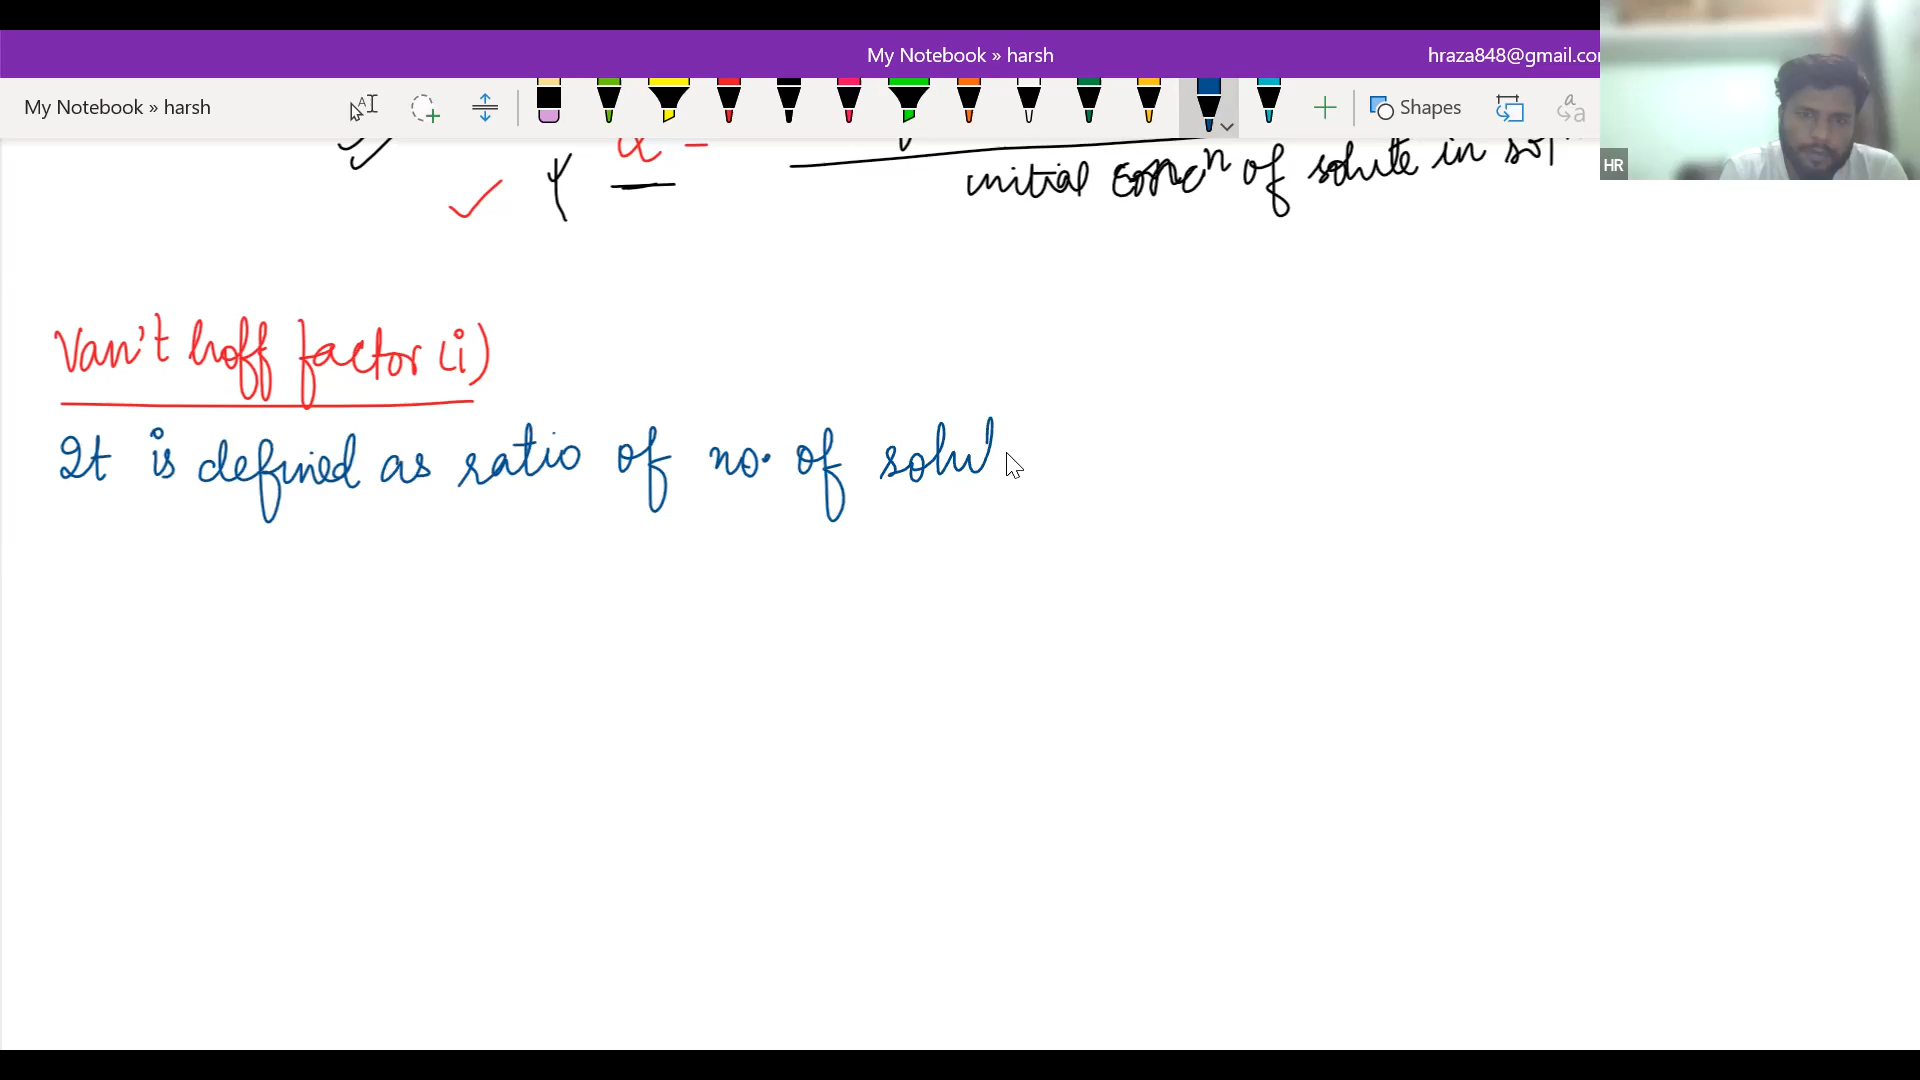 My Notebook » harsh
hraza848@gmail.co
My Notebook » harsh
Shapes
HR
α =
initial concⁿ of solute in sol
Van't hoff factor (i)
It is defined as ratio of no. of solu